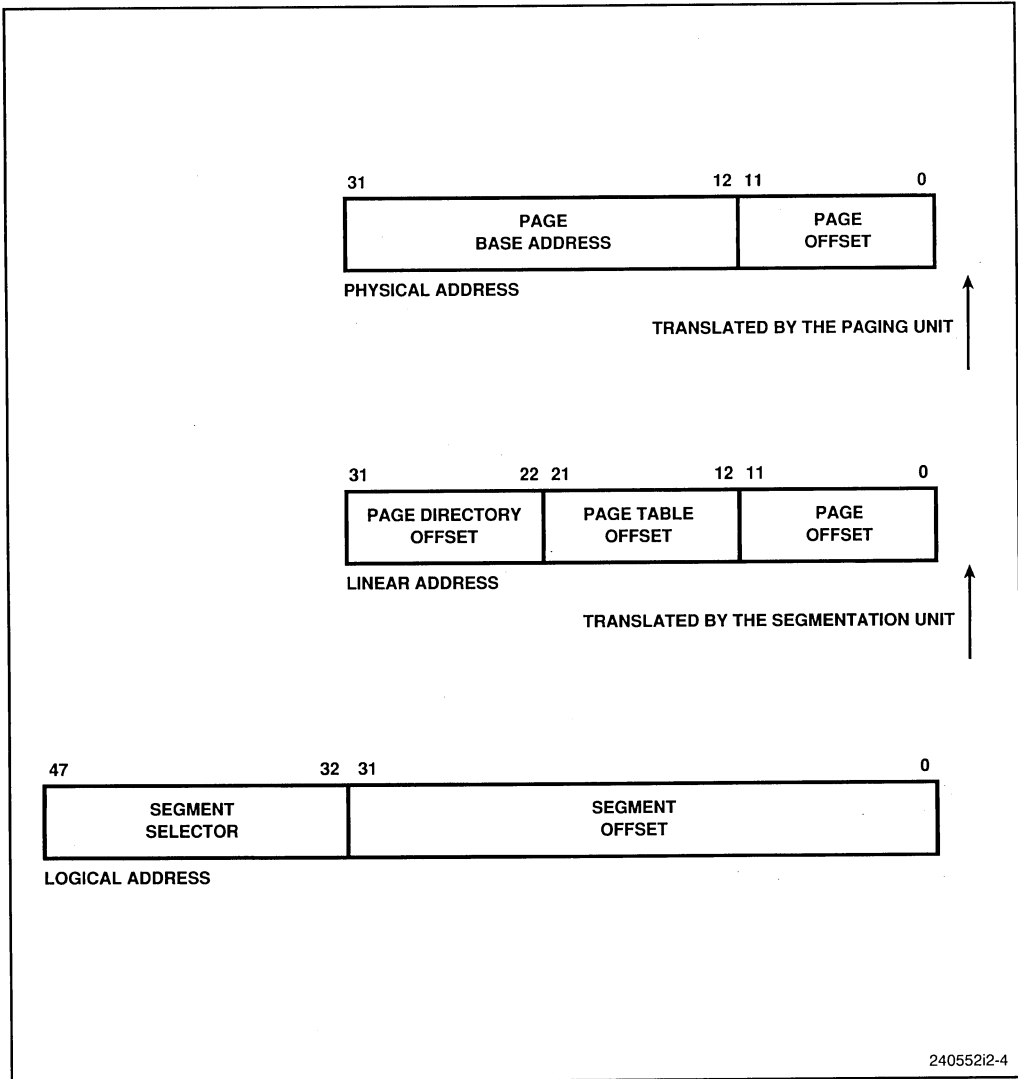 31 12 11 0
PAGE BASE ADDRESS PAGE OFFSET
PHYSICAL ADDRESS
TRANSLATED BY THE PAGING UNIT
31 22 21 12 11 0
PAGE DIRECTORY OFFSET PAGE TABLE OFFSET PAGE OFFSET
LINEAR ADDRESS
TRANSLATED BY THE SEGMENTATION UNIT
47 32 31 0
SEGMENT SELECTOR SEGMENT OFFSET
LOGICAL ADDRESS
240552i2-4